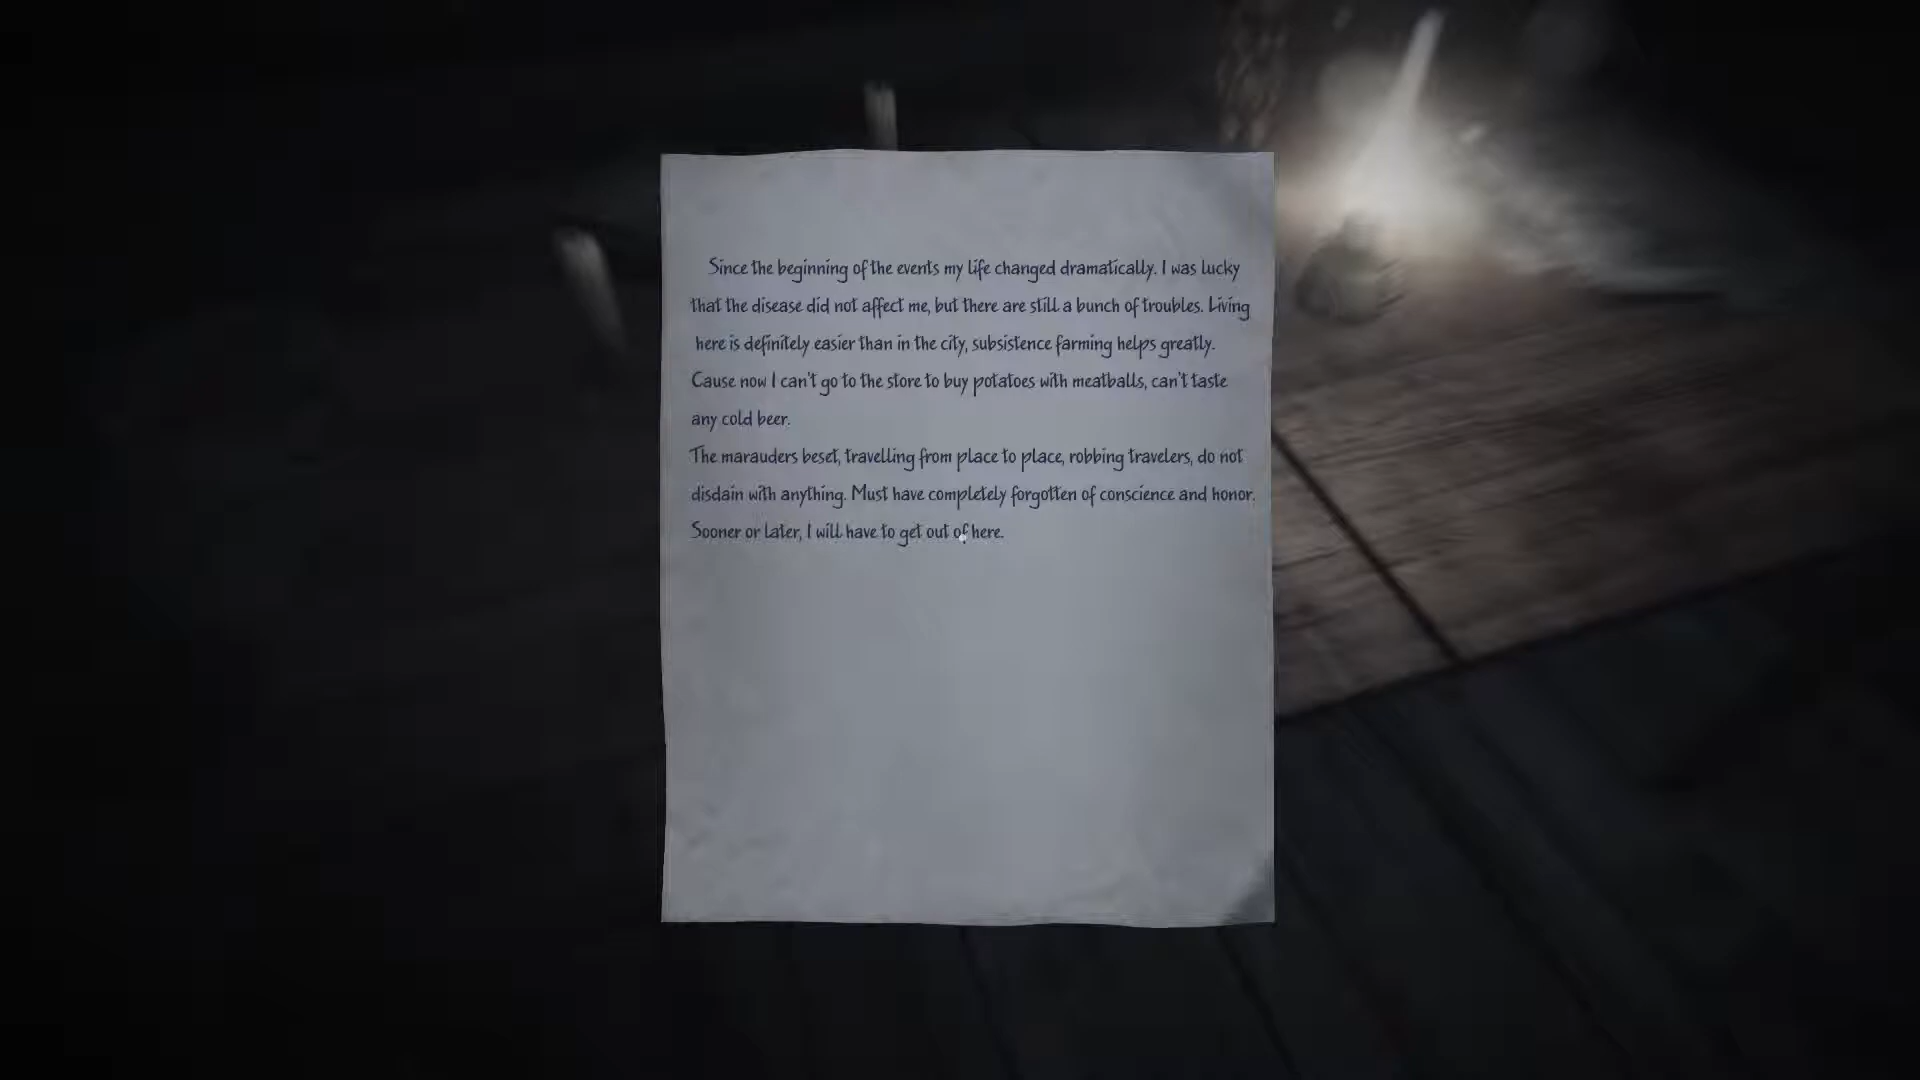 Since the beginning of the events my life changed dramatically. I was lucky
that the disease did not affect me, but there are still a bunch of troubles. Living
here is definitely easier than in the city, subsistence farming helps greatly.
Cause now I can't go to the store to buy potatoes with meatballs, can't taste
any cold beer.
The marauders beset, travelling from place to place, robbing travelers, do not
disdain with anything. Must have completely forgotten of conscience and honor.
Sooner or later, I will have to get out of here.